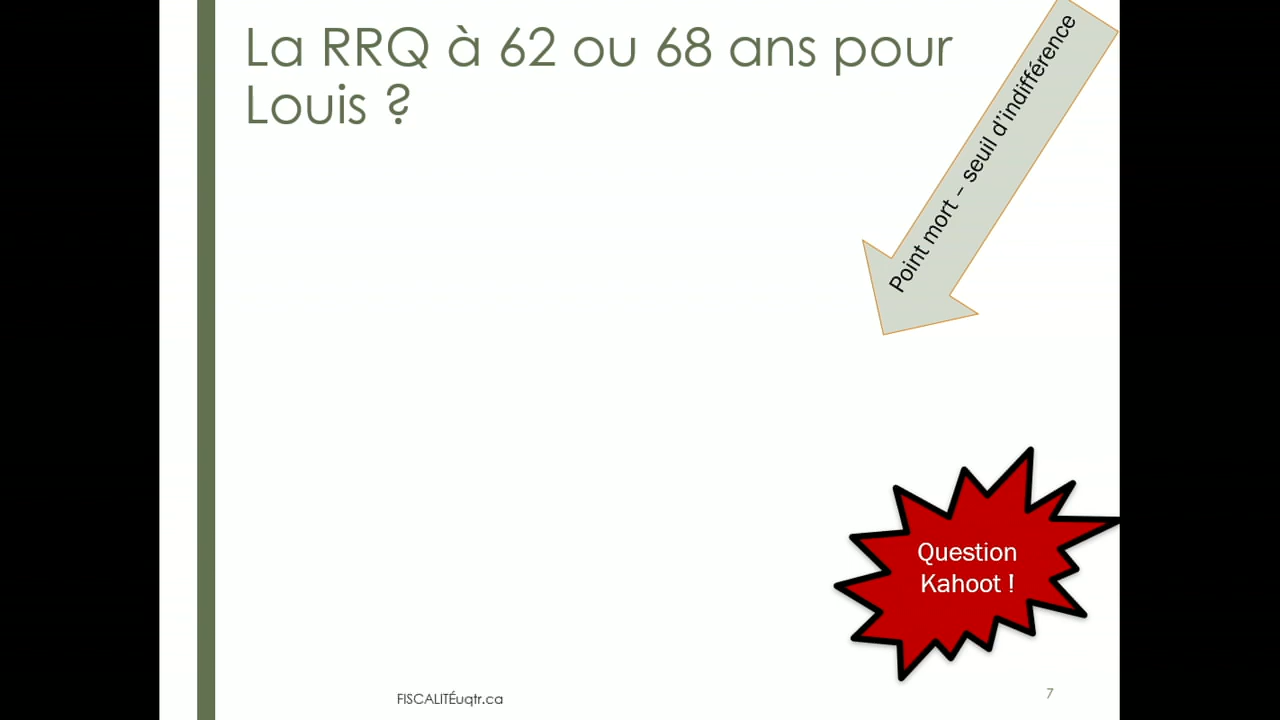 La RRQ à 62 ou 68 ans pour
Louis ?
Point mort – seuil d’indifférence
Question
Kahoot !
FISCALITÉuqtr.ca
7